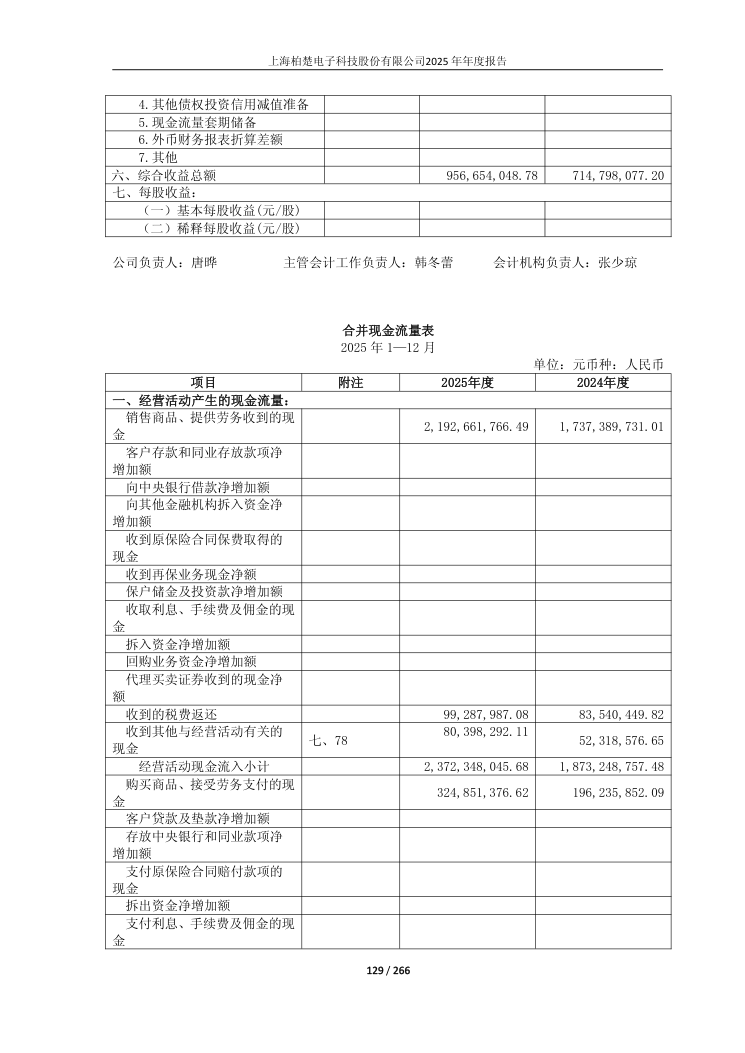 上海柏楚电子科技股份有限公司2025 年年度报告
4.其他债权投资信用减值准备
5.现金流量套期储备
6.外币财务报表折算差额
7.其他
六、综合收益总额 956,654,048.78 714,798,077.20
七、每股收益：
（一）基本每股收益(元/股)
（二）稀释每股收益(元/股)
公司负责人：唐晔 主管会计工作负责人：韩冬蕾 会计机构负责人：张少琼
合并现金流量表
2025 年 1—12 月
单位：元币种：人民币
项目 附注 2025年度 2024年度
一、经营活动产生的现金流量：
销售商品、提供劳务收到的现
金 2,192,661,766.49 1,737,389,731.01
客户存款和同业存放款项净
增加额
向中央银行借款净增加额
向其他金融机构拆入资金净
增加额
收到原保险合同保费取得的
现金
收到再保业务现金净额
保户储金及投资款净增加额
收取利息、手续费及佣金的现
金
拆入资金净增加额
回购业务资金净增加额
代理买卖证券收到的现金净
额
收到的税费返还 99,287,987.08 83,540,449.82
收到其他与经营活动有关的
现金 七、78 80,398,292.11 52,318,576.65
经营活动现金流入小计 2,372,348,045.68 1,873,248,757.48
购买商品、接受劳务支付的现
金 324,851,376.62 196,235,852.09
客户贷款及垫款净增加额
存放中央银行和同业款项净
增加额
支付原保险合同赔付款项的
现金
拆出资金净增加额
支付利息、手续费及佣金的现
金
129 / 266